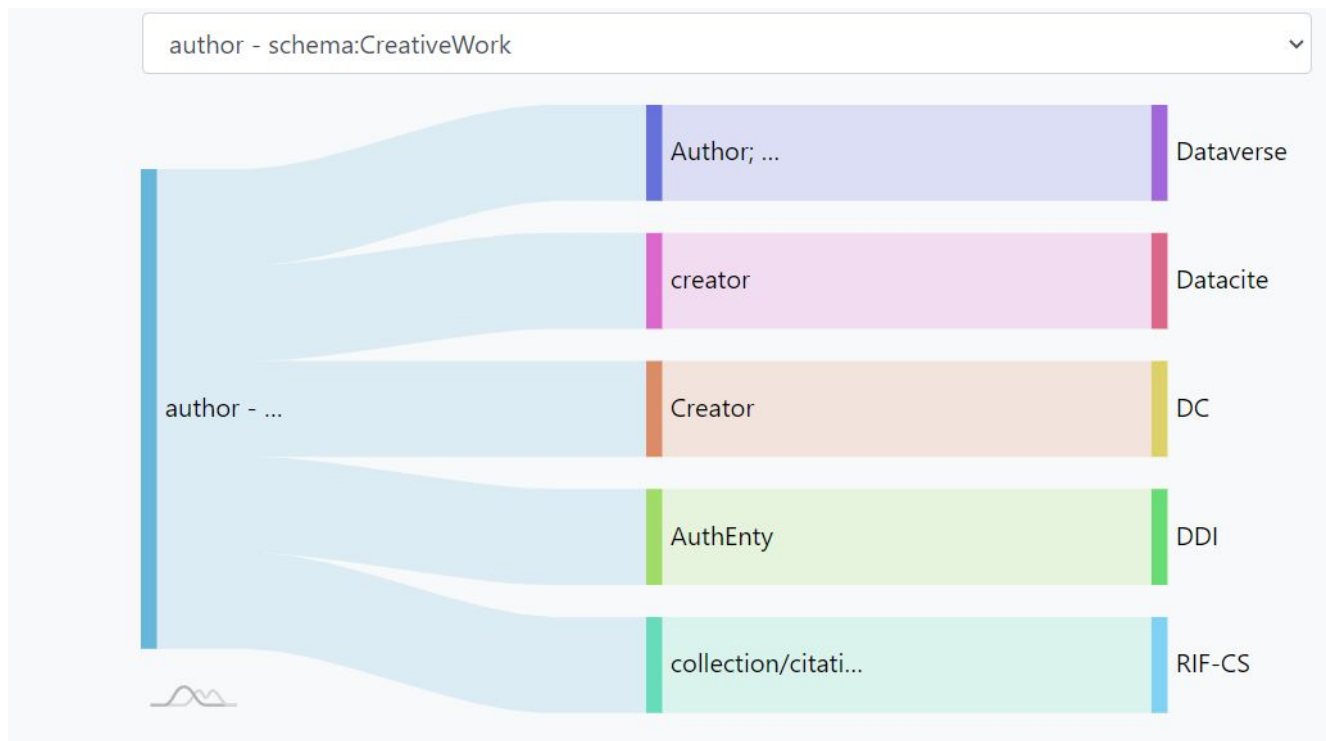 author - schema:CreativeWork
Author; ... Dataverse
creator Datacite
author - ... Creator DC
AuthEnty DDI
collection/citati... RIF-CS